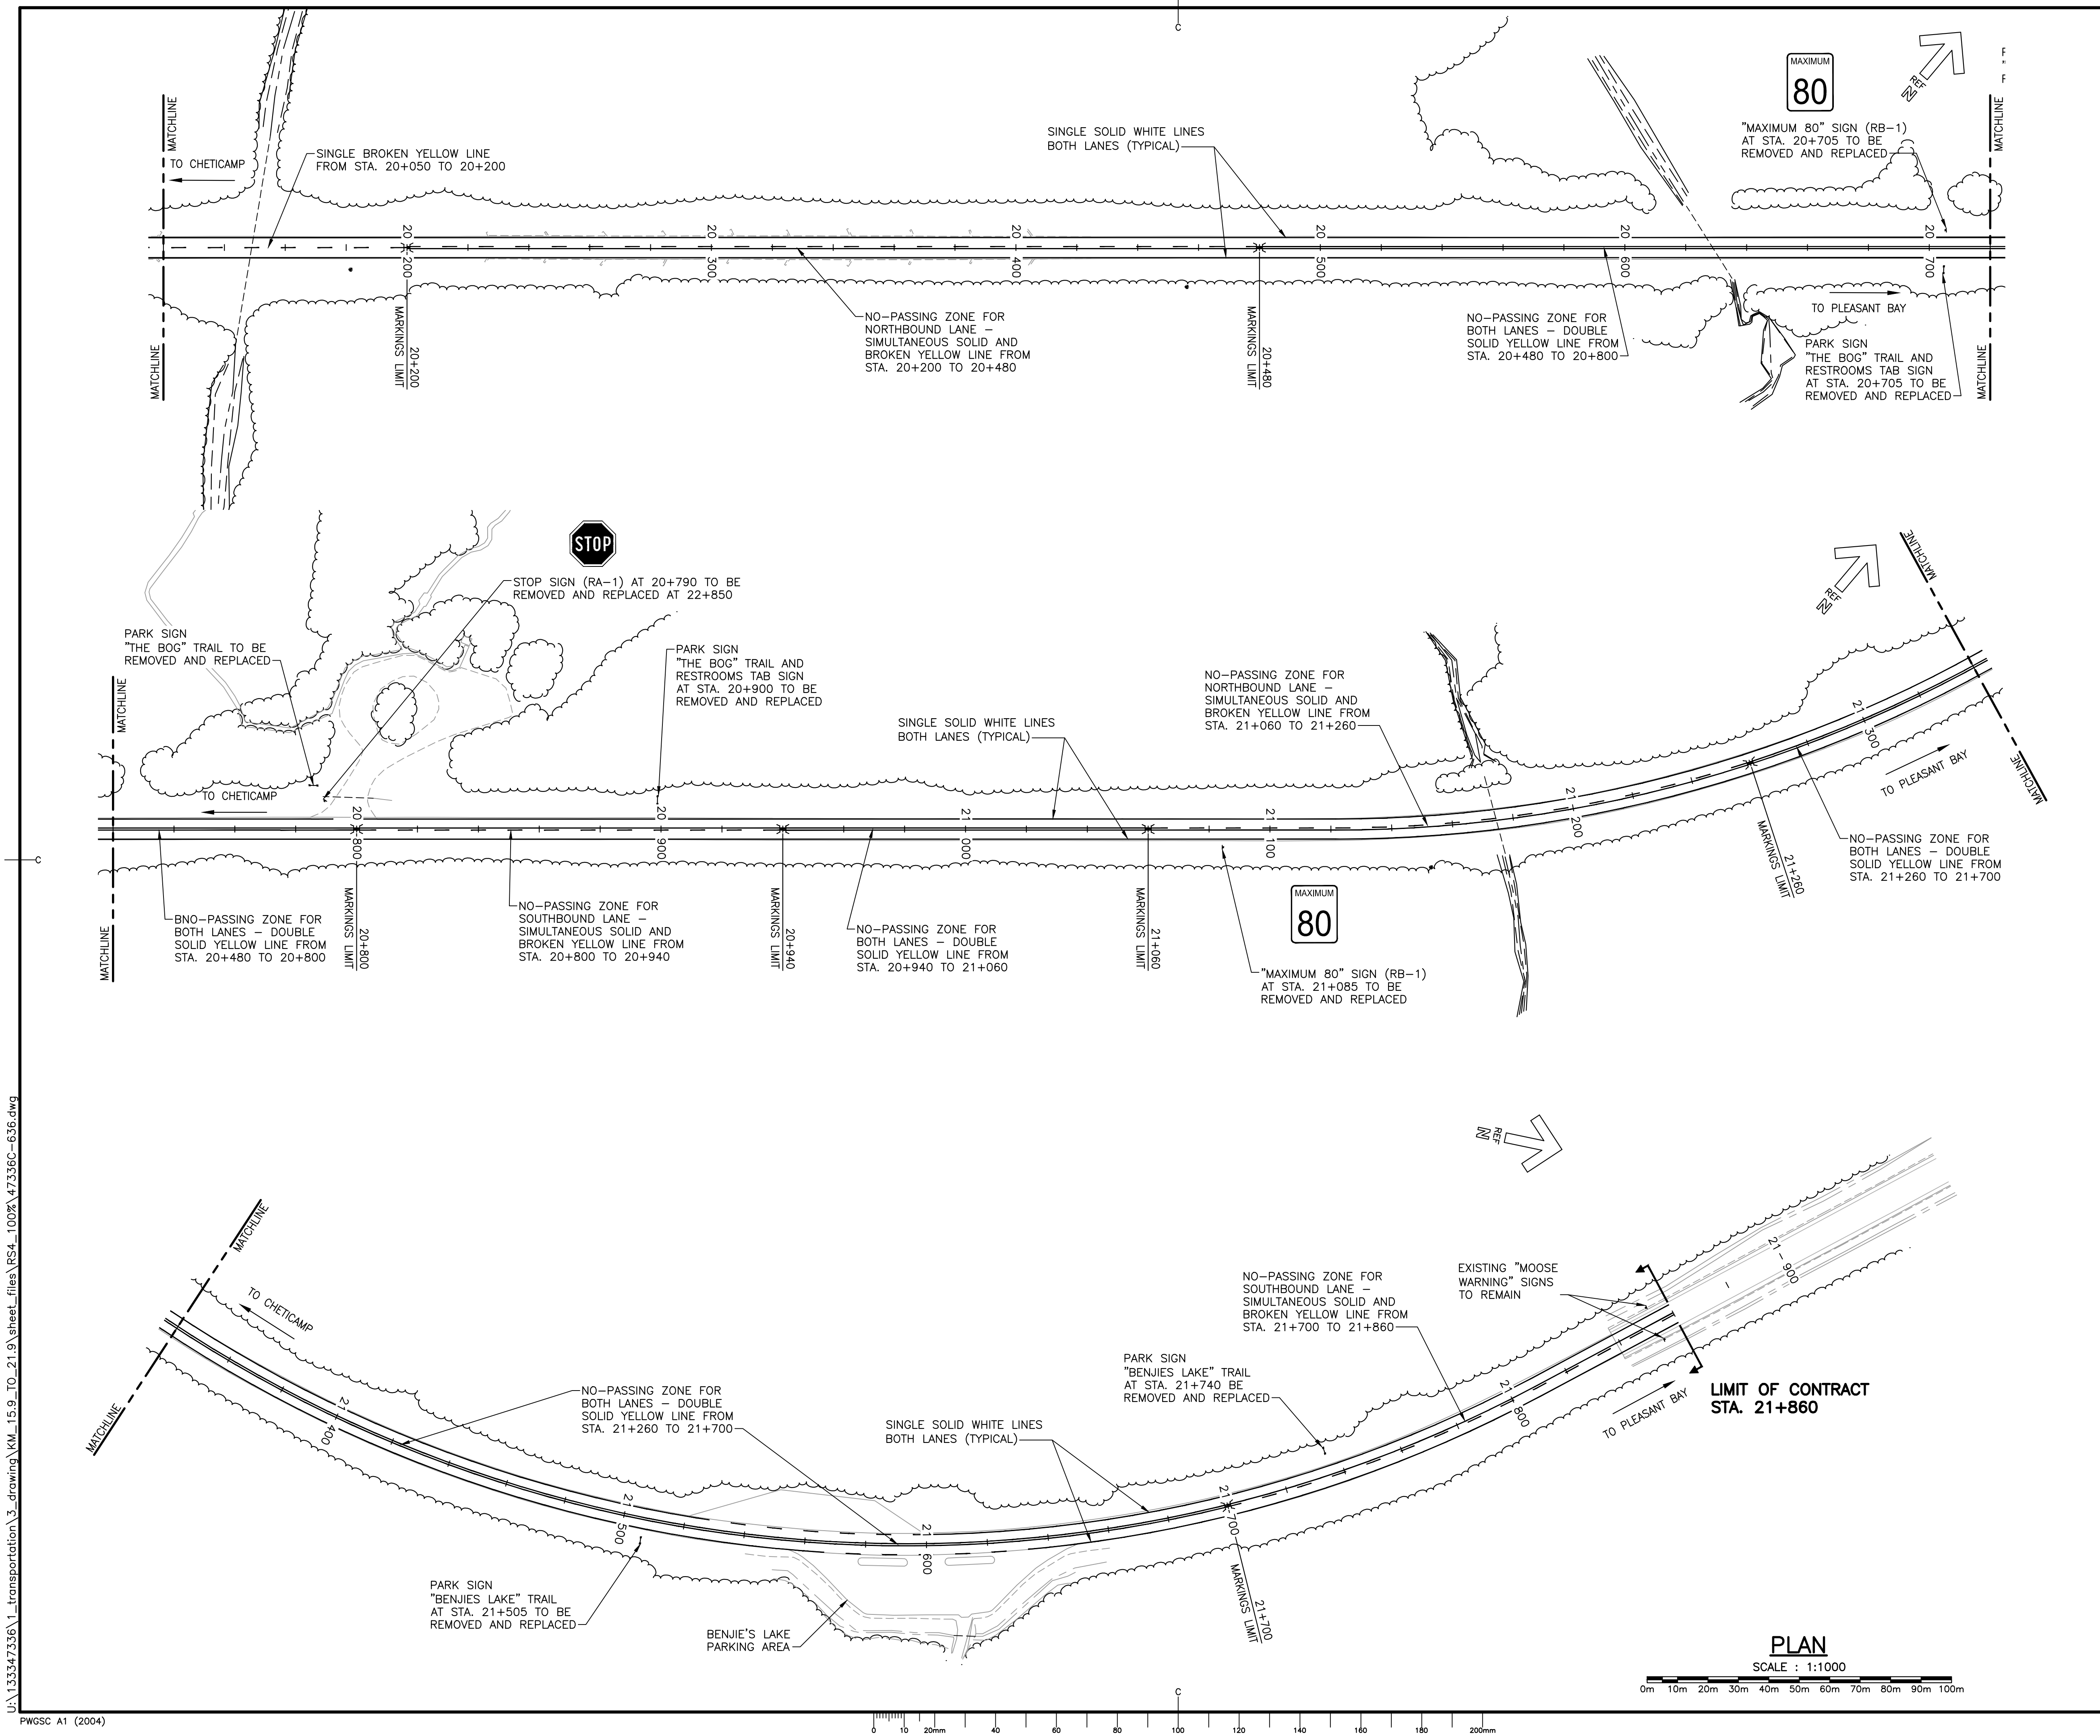 C
MATCHLINE
TO CHETICAMP
SINGLE BROKEN YELLOW LINE
FROM STA. 20+050 TO 20+200
SINGLE SOLID WHITE LINES
BOTH LANES (TYPICAL)
MAXIMUM
80
"MAXIMUM 80" SIGN (RB-1)
AT STA. 20+705 TO BE
REMOVED AND REPLACED
N
REF
MATCHLINE
20
200
20
300
20
400
20
500
20
600
20
700
MATCHLINE
MARKINGS LIMIT
20+200
NO-PASSING ZONE FOR
NORTHBOUND LANE -
SIMULTANEOUS SOLID AND
BROKEN YELLOW LINE FROM
STA. 20+200 TO 20+480
MARKINGS LIMIT
20+480
NO-PASSING ZONE FOR
BOTH LANES - DOUBLE
SOLID YELLOW LINE FROM
STA. 20+480 TO 20+800
TO PLEASANT BAY
PARK SIGN
"THE BOG" TRAIL AND
RESTROOMS TAB SIGN
AT STA. 20+705 TO BE
REMOVED AND REPLACED
MATCHLINE
STOP
STOP SIGN (RA-1) AT 20+790 TO BE
REMOVED AND REPLACED AT 22+850
PARK SIGN
"THE BOG" TRAIL TO BE
REMOVED AND REPLACED
PARK SIGN
"THE BOG" TRAIL AND
RESTROOMS TAB SIGN
AT STA. 20+900 TO BE
REMOVED AND REPLACED
SINGLE SOLID WHITE LINES
BOTH LANES (TYPICAL)
NO-PASSING ZONE FOR
NORTHBOUND LANE -
SIMULTANEOUS SOLID AND
BROKEN YELLOW LINE FROM
STA. 21+060 TO 21+260
N
REF
MATCHLINE
MATCHLINE
TO CHETICAMP
20
800
20
900
21
000
21
100
21
200
21
300
TO PLEASANT BAY
MATCHLINE
C
MATCHLINE
BNO-PASSING ZONE FOR
BOTH LANES - DOUBLE
SOLID YELLOW LINE FROM
STA. 20+480 TO 20+800
MARKINGS LIMIT
20+800
NO-PASSING ZONE FOR
SOUTHBOUND LANE -
SIMULTANEOUS SOLID AND
BROKEN YELLOW LINE FROM
STA. 20+800 TO 20+940
MARKINGS LIMIT
20+940
NO-PASSING ZONE FOR
BOTH LANES - DOUBLE
SOLID YELLOW LINE FROM
STA. 20+940 TO 21+060
MARKINGS LIMIT
21+060
MAXIMUM
80
"MAXIMUM 80" SIGN (RB-1)
AT STA. 21+085 TO BE
REMOVED AND REPLACED
MARKINGS LIMIT
21+260
NO-PASSING ZONE FOR
BOTH LANES - DOUBLE
SOLID YELLOW LINE FROM
STA. 21+260 TO 21+700
N
REF
MATCHLINE
TO CHETICAMP
MATCHLINE
21
400
21
500
21
600
21
700
21
800
21
900
NO-PASSING ZONE FOR
BOTH LANES - DOUBLE
SOLID YELLOW LINE FROM
STA. 21+260 TO 21+700
SINGLE SOLID WHITE LINES
BOTH LANES (TYPICAL)
PARK SIGN
"BENJIES LAKE" TRAIL
AT STA. 21+740 BE
REMOVED AND REPLACED
NO-PASSING ZONE FOR
SOUTHBOUND LANE -
SIMULTANEOUS SOLID AND
BROKEN YELLOW LINE FROM
STA. 21+700 TO 21+860
EXISTING "MOOSE
WARNING" SIGNS
TO REMAIN
TO PLEASANT BAY
LIMIT OF CONTRACT
STA. 21+860
PARK SIGN
"BENJIES LAKE" TRAIL
AT STA. 21+505 TO BE
REMOVED AND REPLACED
BENJIE'S LAKE
PARKING AREA
MARKINGS LIMIT
21+700
PLAN
SCALE : 1:1000
0m 10m 20m 30m 40m 50m 60m 70m 80m 90m 100m
C
U:\133347336\1_transportation\3_drawing\KM_15.9_TO_21.9\sheet_files\RS4_100%\47336C-636.dwg
PWGSC A1 (2004)
0 10 20mm 40 60 80 100 120 140 160 180 200mm